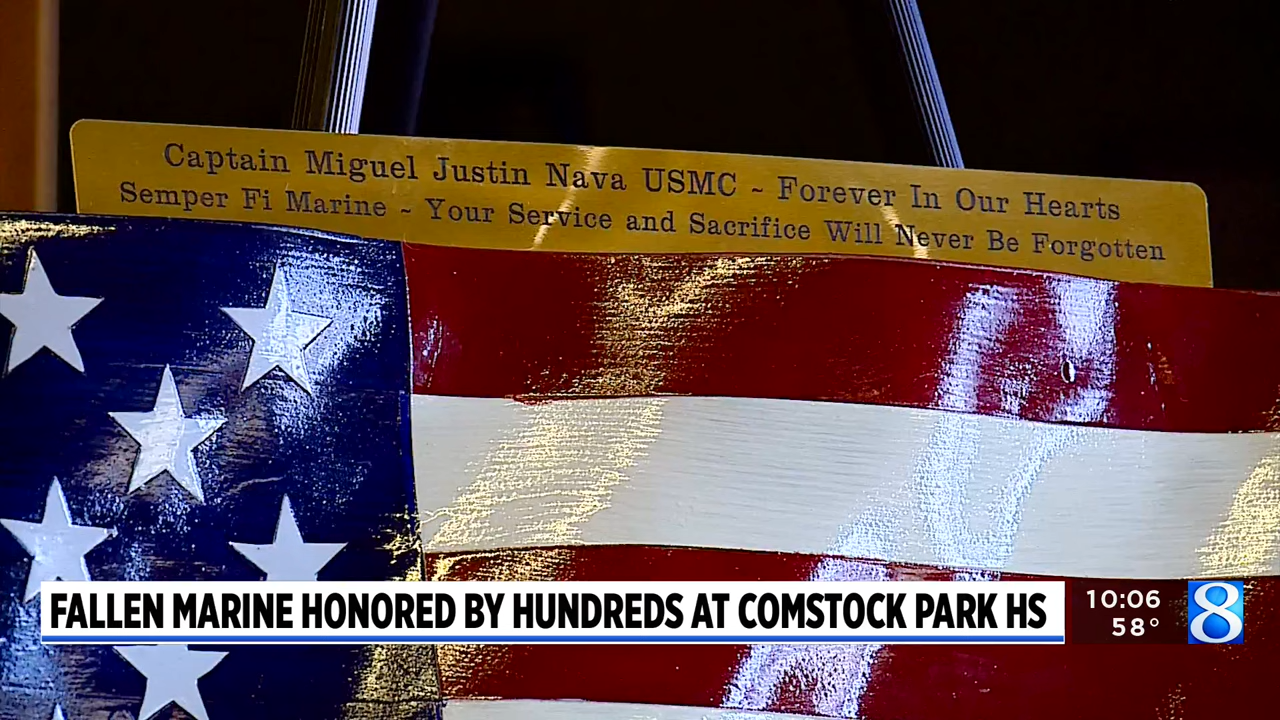 Captain Miguel Justin Nava USMC ~ Forever In Our Hearts
Semper Fi Marine ~ Your Service and Sacrifice Will Never Be Forgotten
FALLEN MARINE HONORED BY HUNDREDS AT COMSTOCK PARK HS
10:06
58°
8